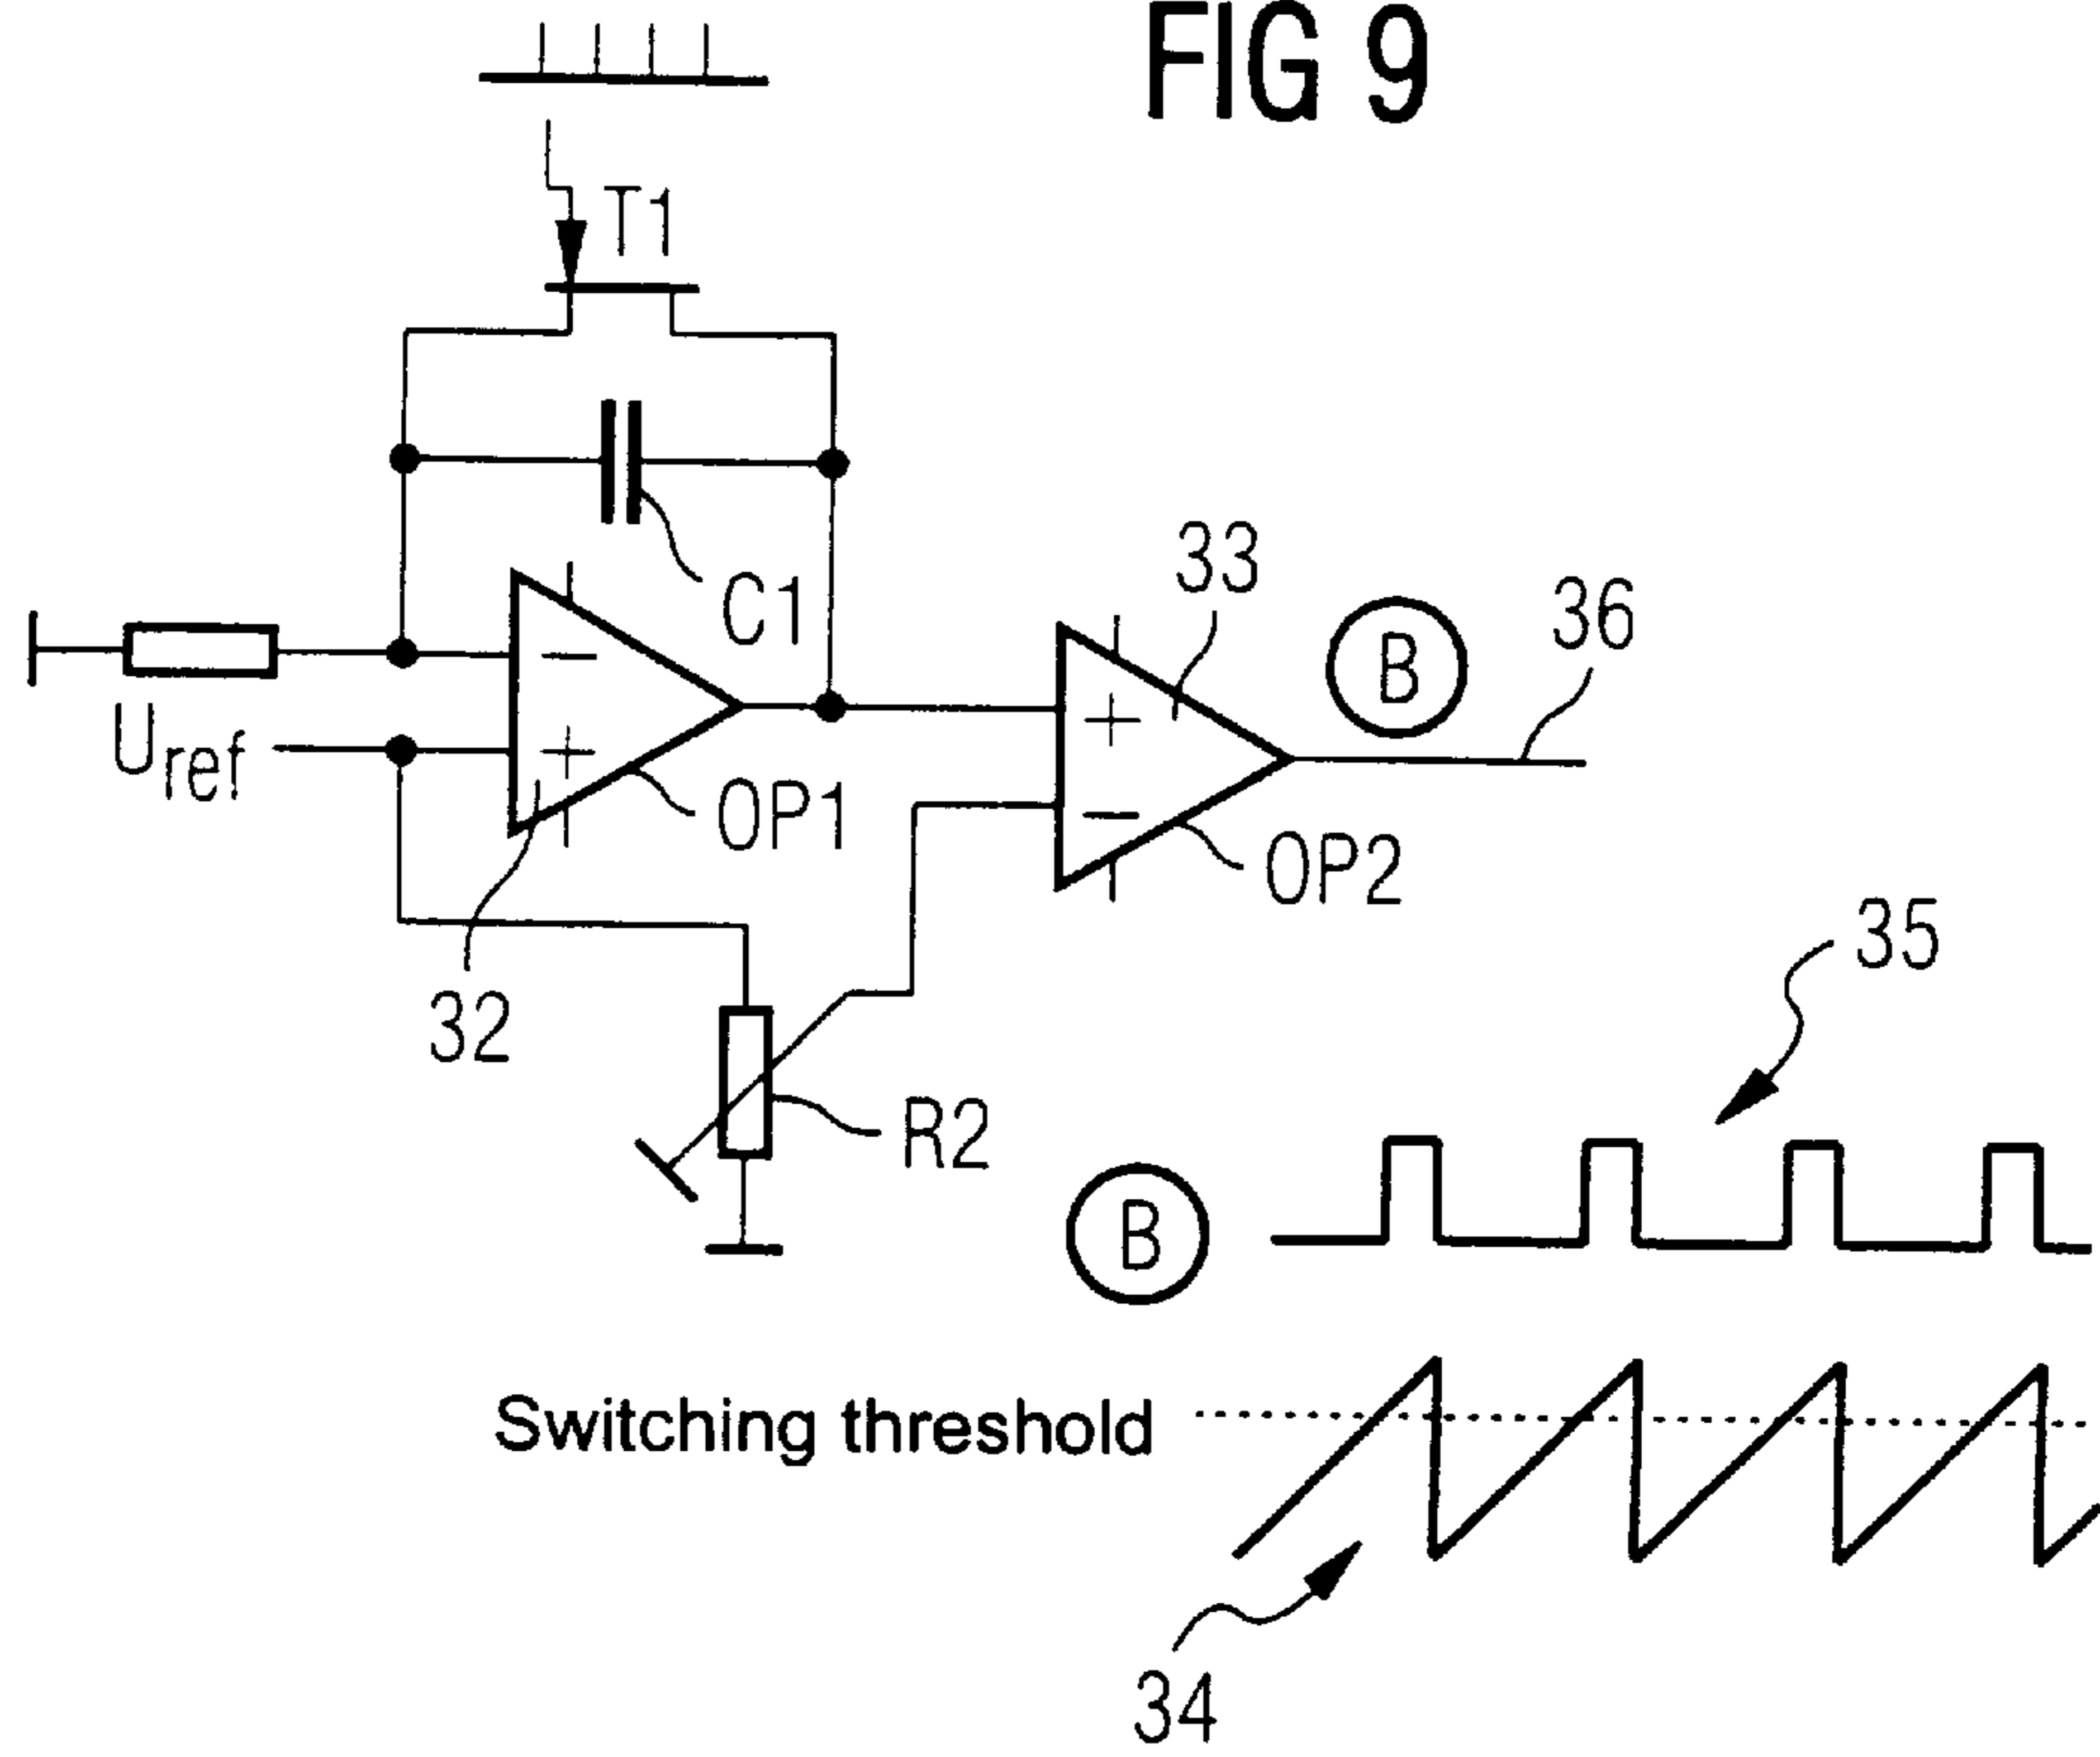 FIG 9
T1
C1
33
B
36
Uref
OP1
OP2
35
32
R2
B
Switching threshold
34